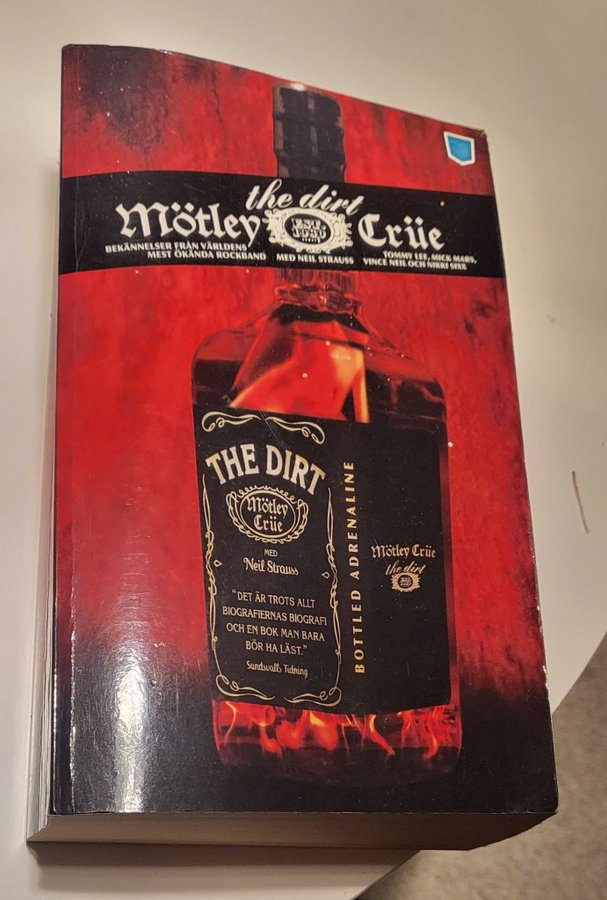 the dirt
Mötley Crüe
BEKÄNNELSER FRÅN VÄRLDENS
MEST ÖKÄNDA ROCKBAND
MED NEIL STRAUSS
TOMMY LEE, MICK MARS,
VINCE NEIL OCH NIKKI SIXX
THE DIRT
Mötley
Crüe
MED
Neil Strauss
"DET ÄR TROTS ALLT
BIOGRAFIERNAS BIOGRAFI
OCH EN BOK MAN BARA
BÖR HA LÄST."
Sundsvalls Tidning
BOTTLED ADRENALINE
Mötley Crüe
the dirt